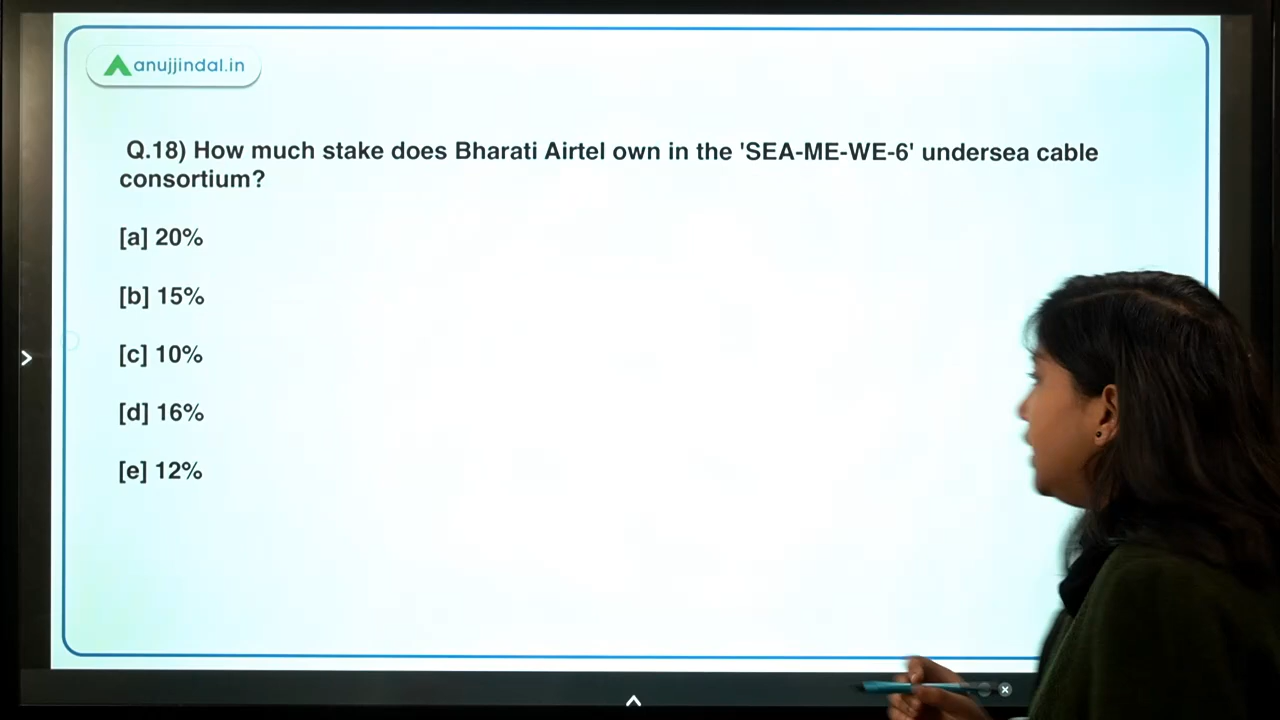 anujjindal.in
Q.18) How much stake does Bharati Airtel own in the 'SEA-ME-WE-6' undersea cable
consortium?
[a] 20%
[b] 15%
[c] 10%
[d] 16%
[e] 12%